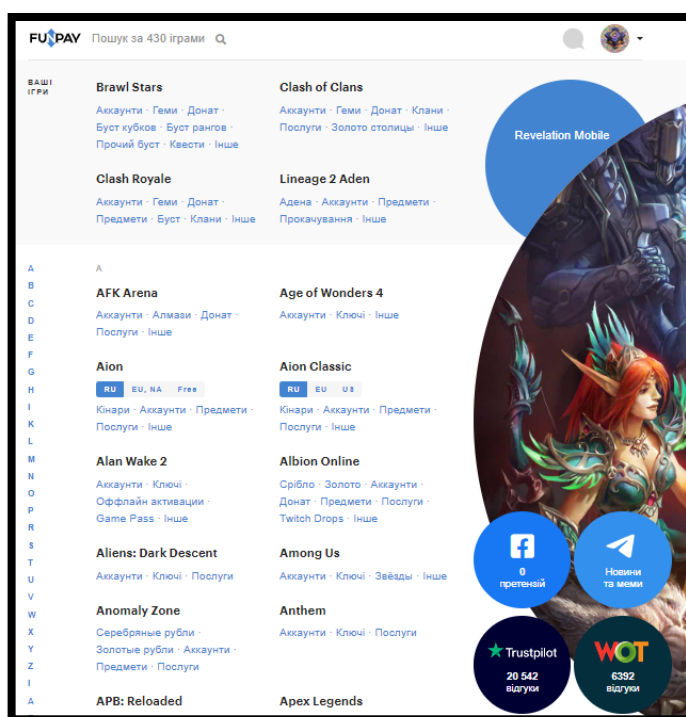 FUNPAY Пошук за 430 іграми
ВАШІ
ІГРИ
Brawl Stars
Аккаунти · Геми · Донат ·
Буст кубков · Буст рангов ·
Прочий буст · Квести · Інше
Clash of Clans
Аккаунти · Геми · Донат · Клани ·
Послуги · Золото столицы · Інше
Clash Royale
Аккаунти · Геми · Донат ·
Предмети · Буст · Клани · Інше
Lineage 2 Aden
Адена · Аккаунти · Предмети ·
Прокачування · Інше
Revelation Mobile
A
B
C
D
E
F
G
H
I
K
L
M
N
O
P
R
S
T
U
V
W
X
Y
Z
І
А
A
AFK Arena
Аккаунти · Алмази · Донат ·
Послуги · Інше
Age of Wonders 4
Аккаунти · Ключі · Інше
Aion
RU EU, NA Free
Кінари · Аккаунти · Предмети ·
Послуги · Інше
Aion Classic
RU EU US
Кінари · Аккаунти · Предмети ·
Послуги · Інше
Alan Wake 2
Аккаунти · Ключі ·
Оффлайн активации ·
Game Pass · Інше
Albion Online
Срібло · Золото · Аккаунти ·
Донат · Предмети · Послуги ·
Twitch Drops · Інше
Aliens: Dark Descent
Аккаунти · Ключі · Послуги
Among Us
Аккаунти · Ключі · Звёзды · Інше
Anomaly Zone
Серебряные рубли ·
Золотые рубли · Аккаунти ·
Предмети · Послуги
Anthem
Аккаунти · Ключі · Послуги
APB: Reloaded
Apex Legends
0
претензій
Новини
та меми
Trustpilot
20 542
відгуки
WOT
6392
відгуки